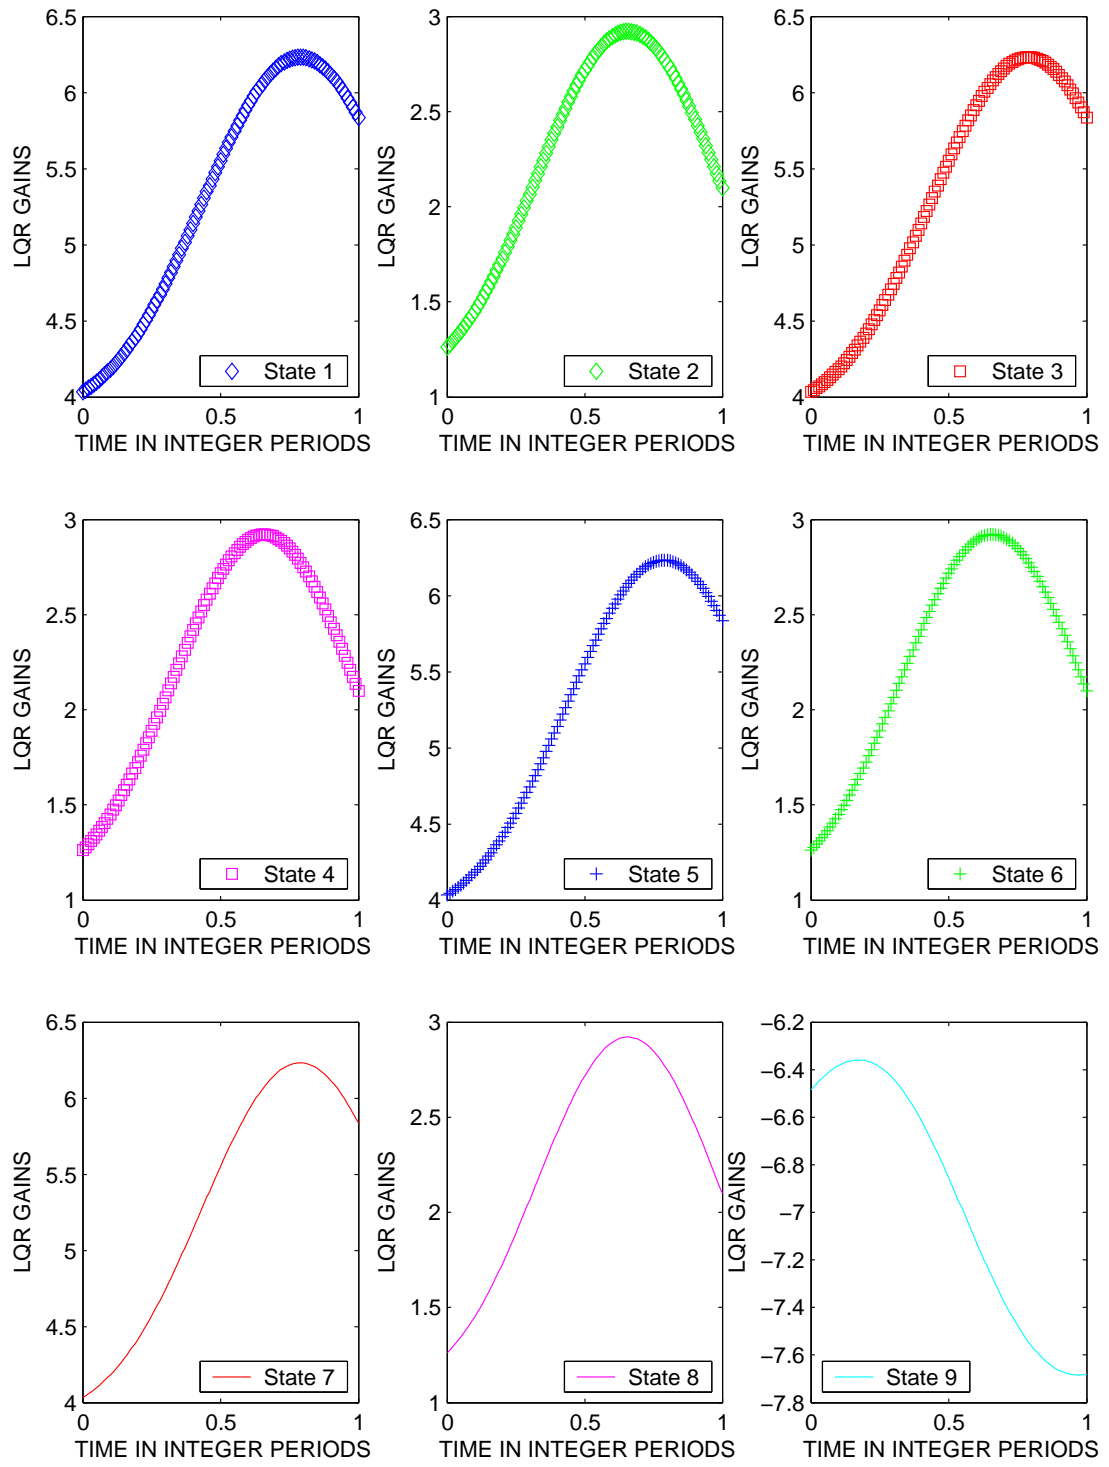 6.5
6
5.5
5
4.5
4
LQR GAINS
State 1
0 0.5 1
TIME IN INTEGER PERIODS
3
2.5
2
1.5
1
LQR GAINS
State 2
0 0.5 1
TIME IN INTEGER PERIODS
6.5
6
5.5
5
4.5
4
LQR GAINS
State 3
0 0.5 1
TIME IN INTEGER PERIODS
3
2.5
2
1.5
1
LQR GAINS
State 4
0 0.5 1
TIME IN INTEGER PERIODS
6.5
6
5.5
5
4.5
4
LQR GAINS
State 5
0 0.5 1
TIME IN INTEGER PERIODS
3
2.5
2
1.5
1
LQR GAINS
State 6
0 0.5 1
TIME IN INTEGER PERIODS
6.5
6
5.5
5
4.5
4
LQR GAINS
State 7
0 0.5 1
TIME IN INTEGER PERIODS
3
2.5
2
1.5
1
LQR GAINS
State 8
0 0.5 1
TIME IN INTEGER PERIODS
−6.2
−6.4
−6.6
−6.8
−7
−7.2
−7.4
−7.6
−7.8
LQR GAINS
State 9
0 0.5 1
TIME IN INTEGER PERIODS